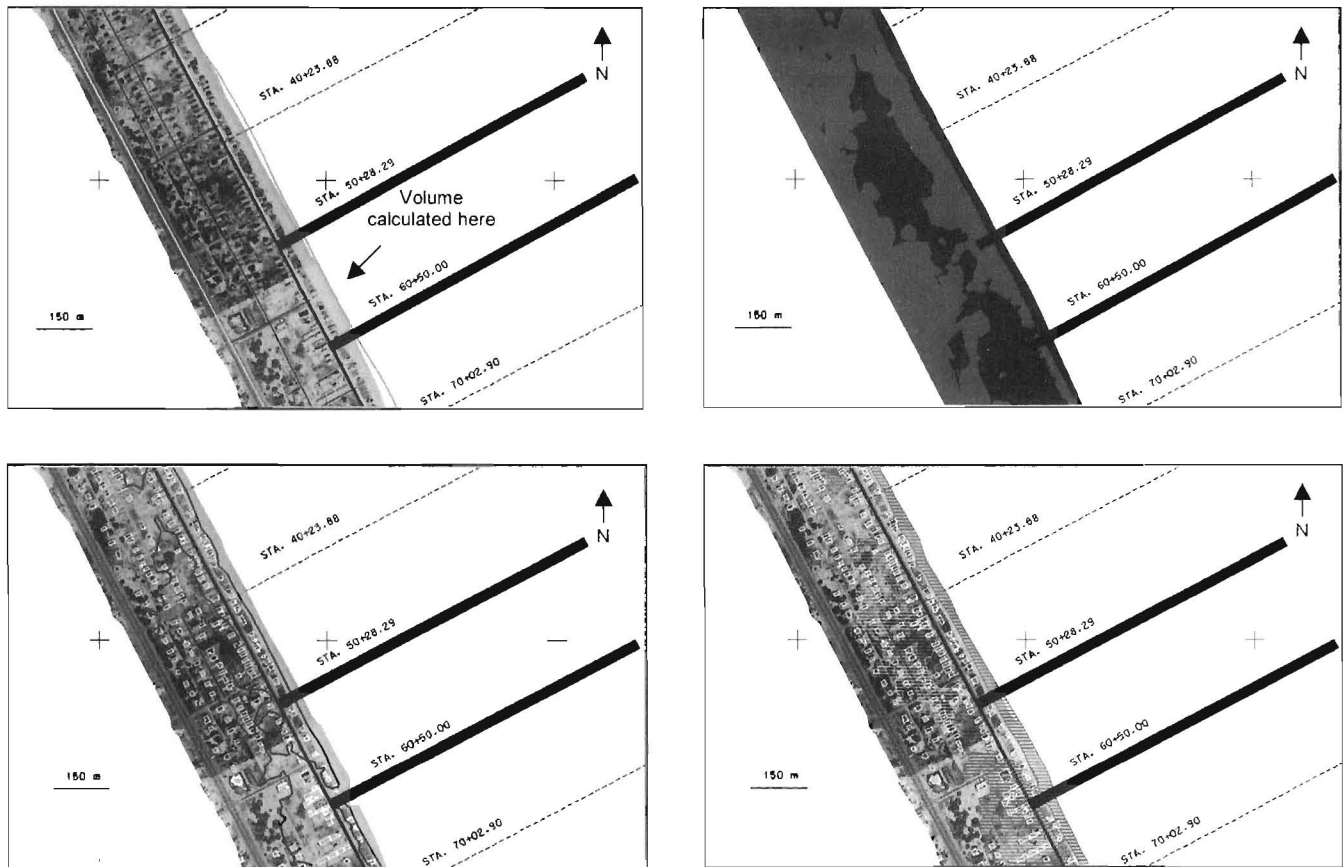 STA. 40+23.88
N
STA. 50+28.29
Volume
calculated here
STA. 60+50.00
150 m
STA. 70+02.90
STA. 40+23.88
N
STA. 50+28.29
STA. 60+50.00
150 m
STA. 70+02.90
STA. 40+23.88
N
STA. 50+28.29
STA. 60+50.00
150 m
STA. 70+02.90
STA. 40+23.88
N
STA. 50+28.29
STA. 60+50.00
150 m
STA. 70+02.90